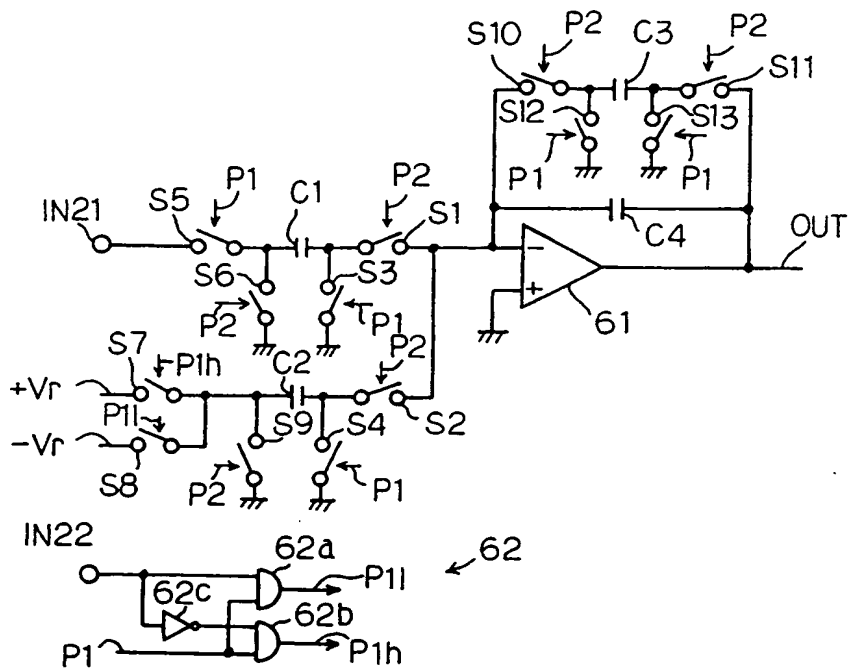 P2 C3 P2
S10 S11
S12 S13
P1 P1
P1 C1 P2
IN21 S5 S1 C4 OUT
S6 S3
P2 P1 61
S7 P1h C2 P2
+Vr
P1l S9 S4 S2
-Vr
S8 P2 P1
IN22 62a 62
P1l
62c 62b
P1 P1h